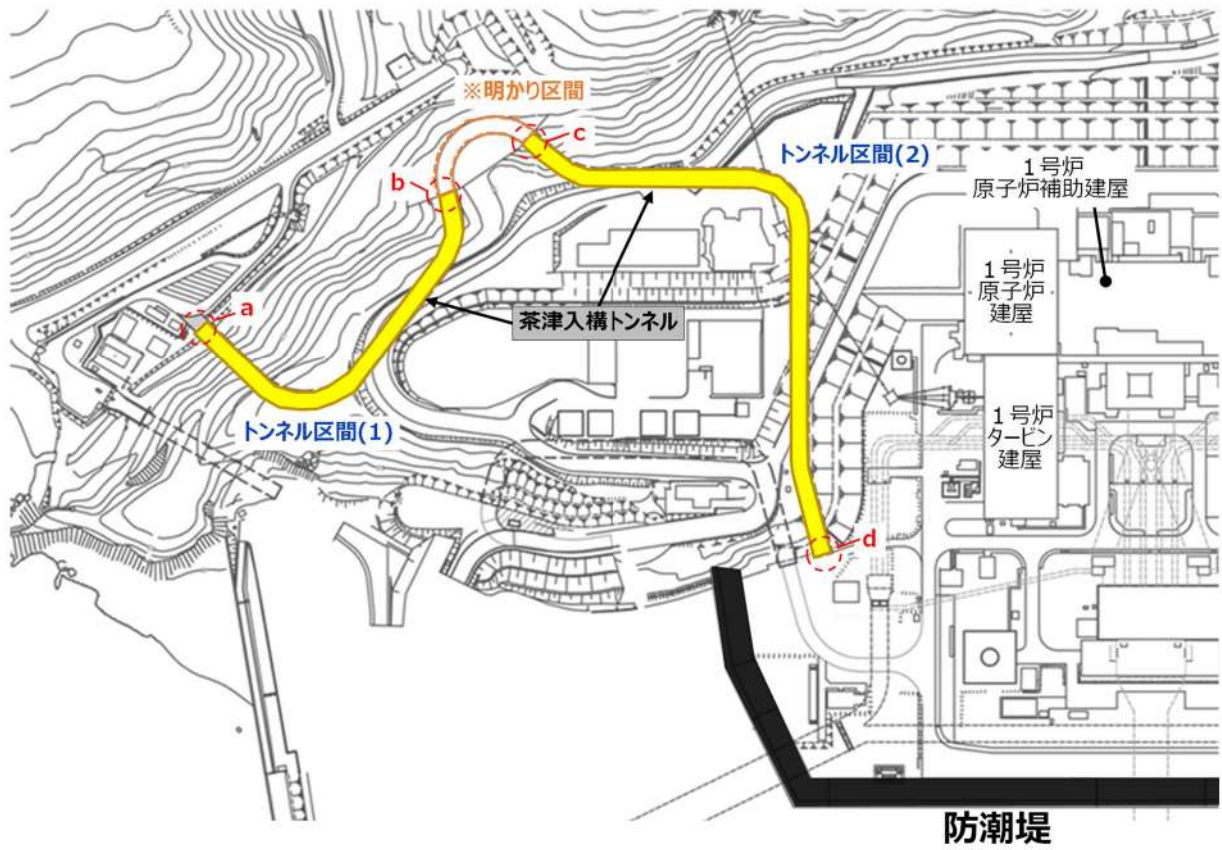 ※明かり区間
c
トンネル区間(2)
1号炉
原子炉補助建屋
b
1号炉
原子炉
建屋
a
茶津入構トンネル
1号炉
タービン
建屋
トンネル区間(1)
d
防潮堤